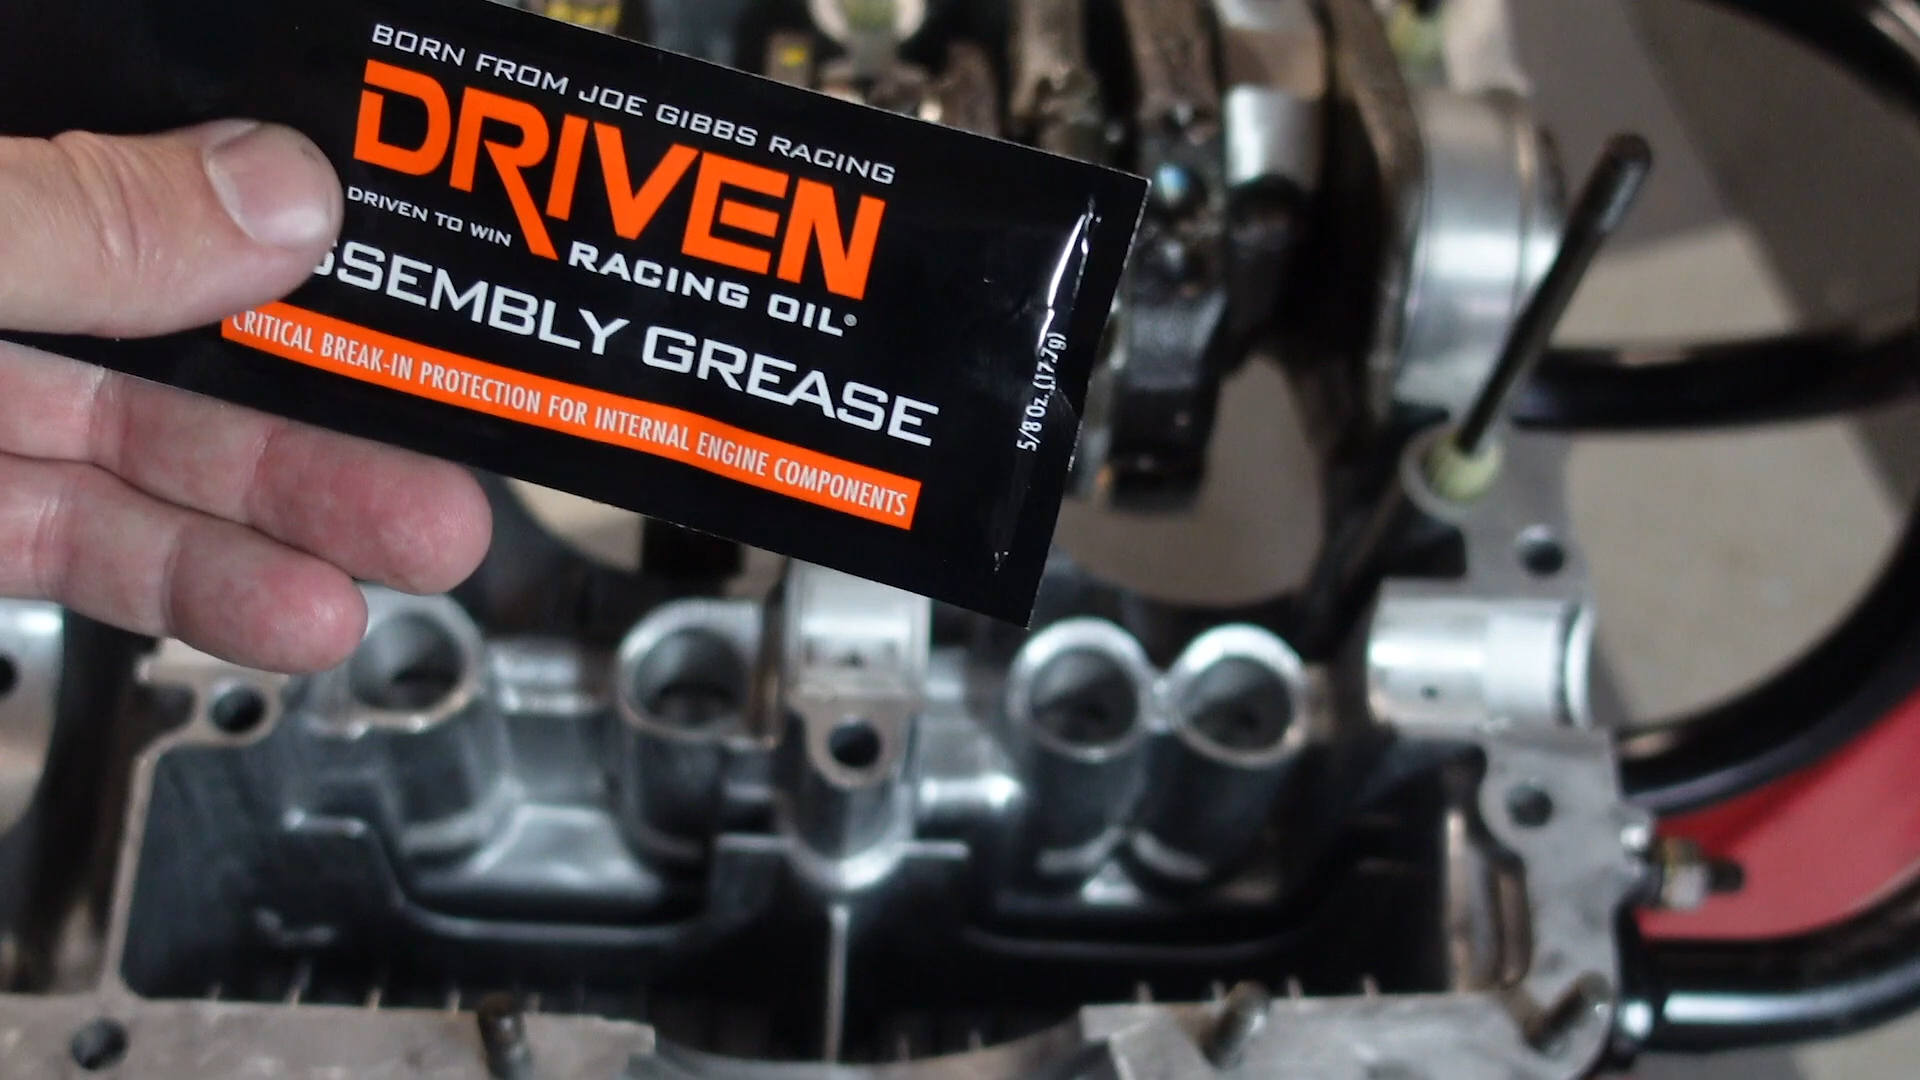 BORN FROM JOE GIBBS RACING
DRIVEN
DRIVEN TO WIN
RACING OIL®
SSEMBLY GREASE
CRITICAL BREAK-IN PROTECTION FOR INTERNAL ENGINE COMPONENTS
5/8 Oz. (17.7g)